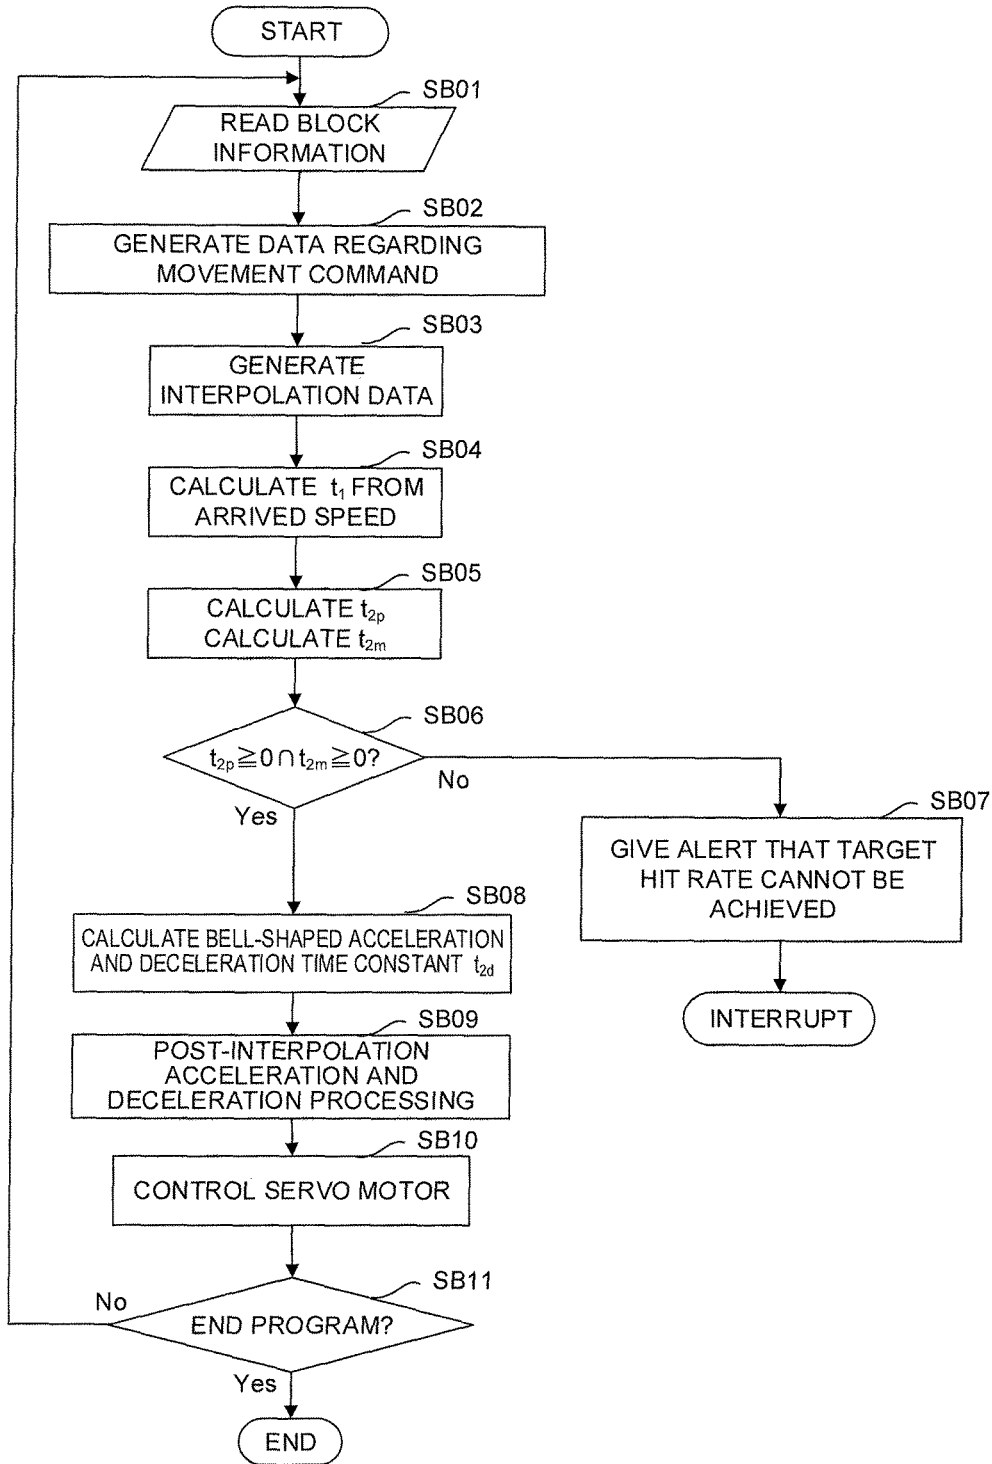 START
SB01
READ BLOCK
INFORMATION
SB02
GENERATE DATA REGARDING
MOVEMENT COMMAND
SB03
GENERATE
INTERPOLATION DATA
SB04
CALCULATE t₁ FROM
ARRIVED SPEED
SB05
CALCULATE t₂ₚ
CALCULATE t₂ₘ
SB06
t₂ₚ≧0∩t₂ₘ≧0?
No
Yes
SB07
GIVE ALERT THAT TARGET
HIT RATE CANNOT BE
ACHIEVED
INTERRUPT
SB08
CALCULATE BELL-SHAPED ACCELERATION
AND DECELERATION TIME CONSTANT t2d
SB09
POST-INTERPOLATION
ACCELERATION AND
DECELERATION PROCESSING
SB10
CONTROL SERVO MOTOR
SB11
No
END PROGRAM?
Yes
END